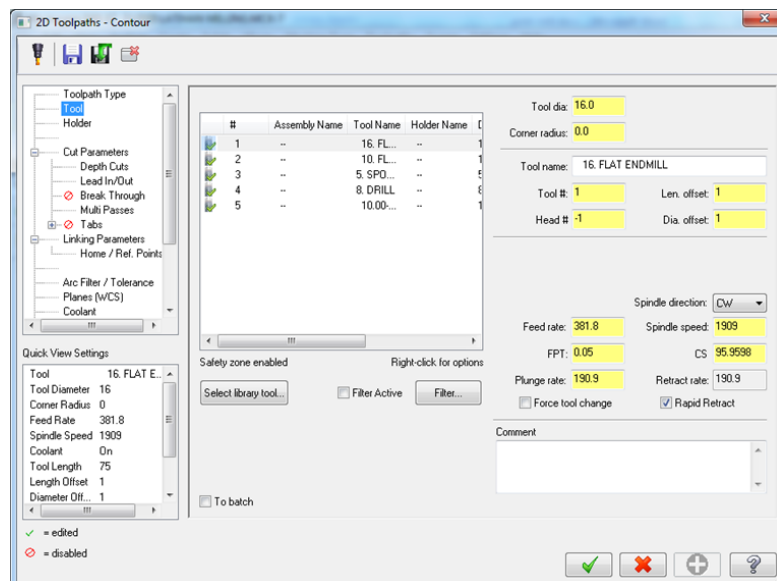 2D Toolpaths - Contour
Toolpath Type
Tool
Holder
Cut Parameters
Depth Cuts
Lead In/Out
Break Through
Multi Passes
Tabs
Linking Parameters
Home / Ref. Points
Arc Filter / Tolerance
Planes (WCS)
Coolant
Quick View Settings
Tool 16. FLAT E...
Tool Diameter 16
Corner Radius 0
Feed Rate 381.8
Spindle Speed 1909
Coolant On
Tool Length 75
Length Offset 1
Diameter Off... 1
= edited
= disabled
# Assembly Name Tool Name Holder Name
1 -- 16. FL... --
2 -- 10. FL... --
3 -- 5. SPO... --
4 -- 8. DRILL --
5 -- 10.00-... --
Safety zone enabled Right-click for options
Select library tool... Filter Active Filter...
To batch
Tool dia: 16.0
Corner radius: 0.0
Tool name: 16. FLAT ENDMILL
Tool #: 1 Len. offset: 1
Head # -1 Dia. offset: 1
Spindle direction: CW
Feed rate: 381.8 Spindle speed: 1909
FPT: 0.05 CS 95.9598
Plunge rate: 190.9 Retract rate: 190.9
Force tool change Rapid Retract
Comment